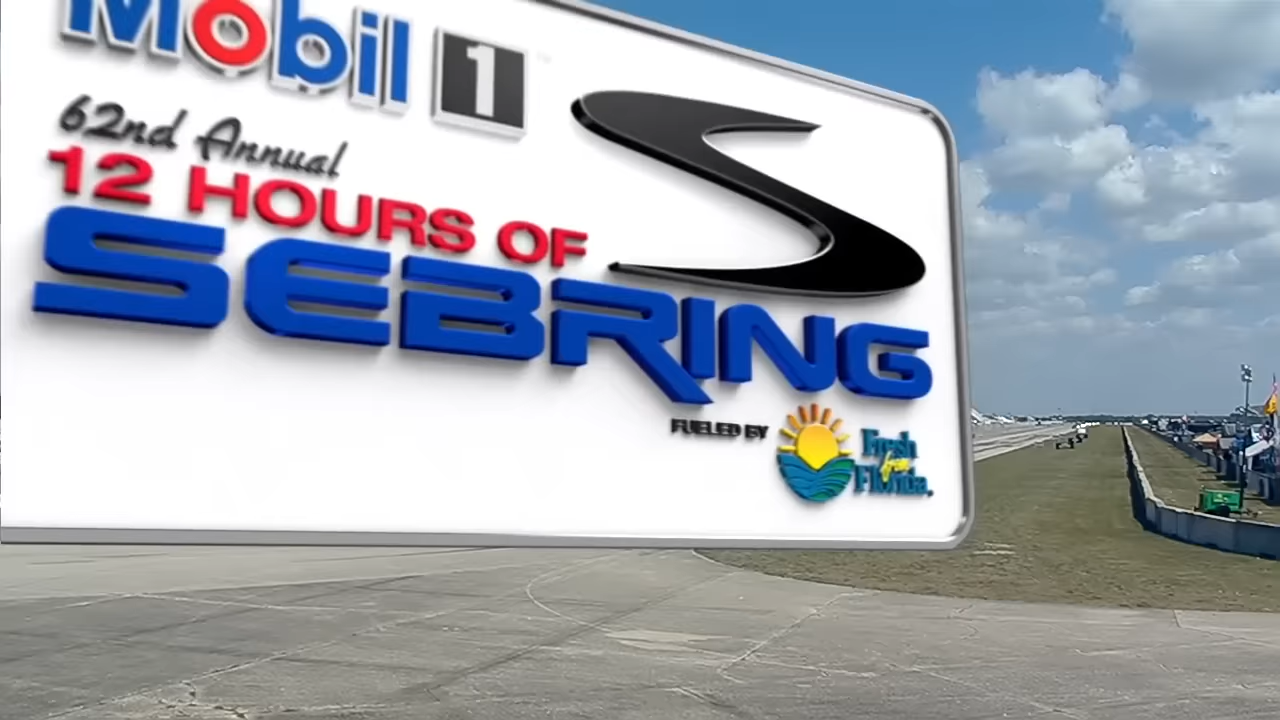 Mobil 1
62nd Annual
12 HOURS OF
SEBRING
FUELED BY
Fresh
from
Florida.